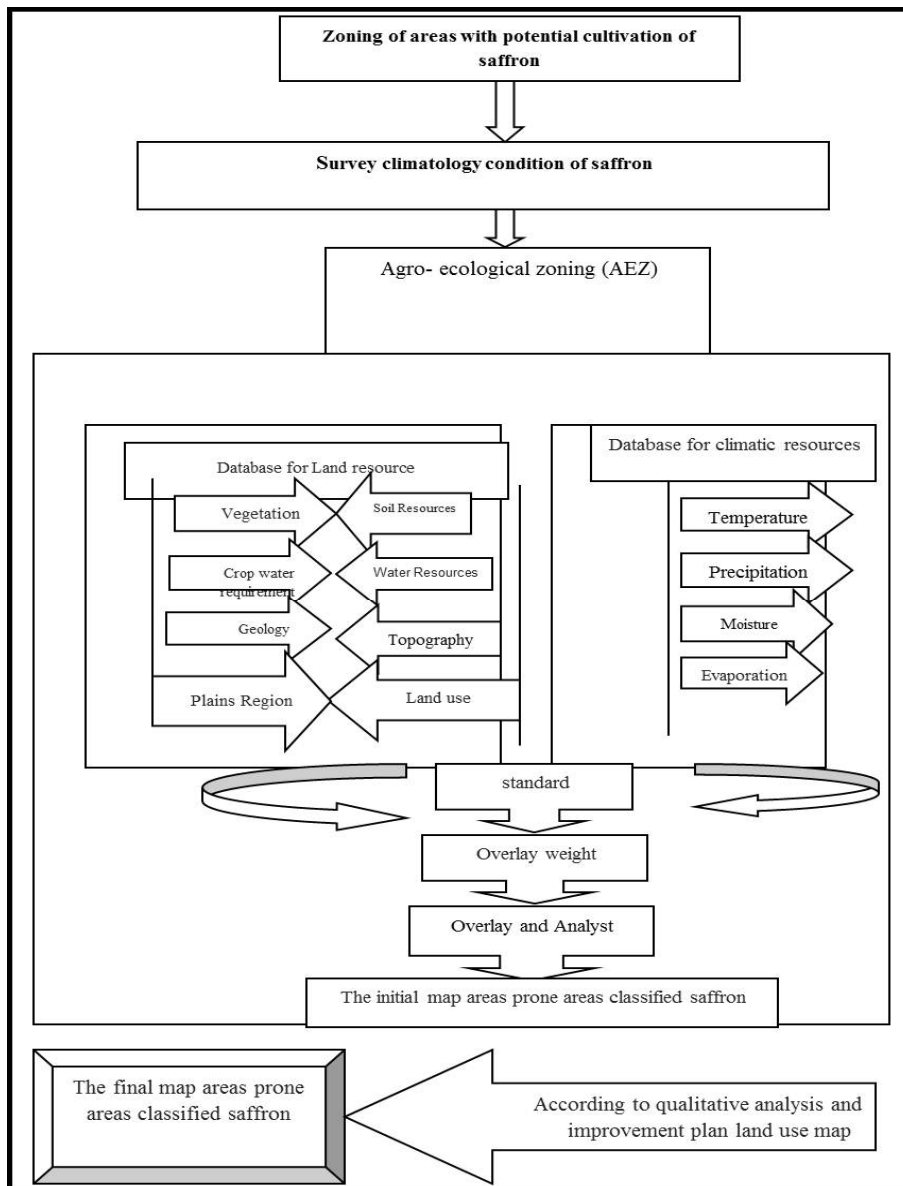 Zoning of areas with potential cultivation of
saffron
Survey climatology condition of saffron
Agro- ecological zoning (AEZ)
Database for Land resource
Vegetation
Soil Resources
Crop water
requirement
Water Resources
Geology
Topography
Plains Region
Land use
Database for climatic resources
Temperature
Precipitation
Moisture
Evaporation
standard
Overlay weight
Overlay and Analyst
The initial map areas prone areas classified saffron
The final map areas prone
areas classified saffron
According to qualitative analysis and
improvement plan land use map